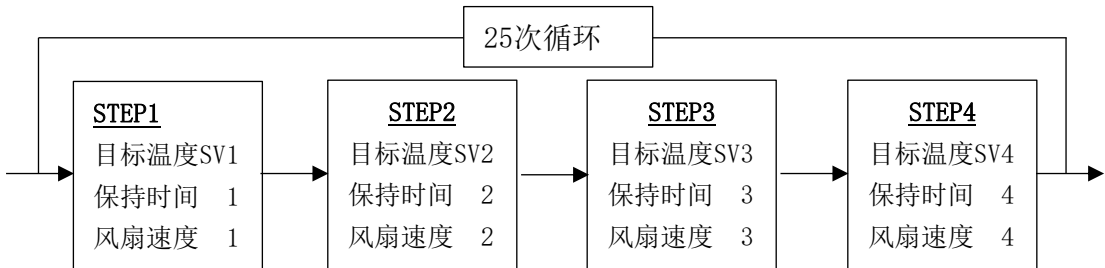 25次循环
STEP1
目标温度SV1
保持时间 1
风扇速度 1
STEP2
目标温度SV2
保持时间 2
风扇速度 2
STEP3
目标温度SV3
保持时间 3
风扇速度 3
STEP4
目标温度SV4
保持时间 4
风扇速度 4